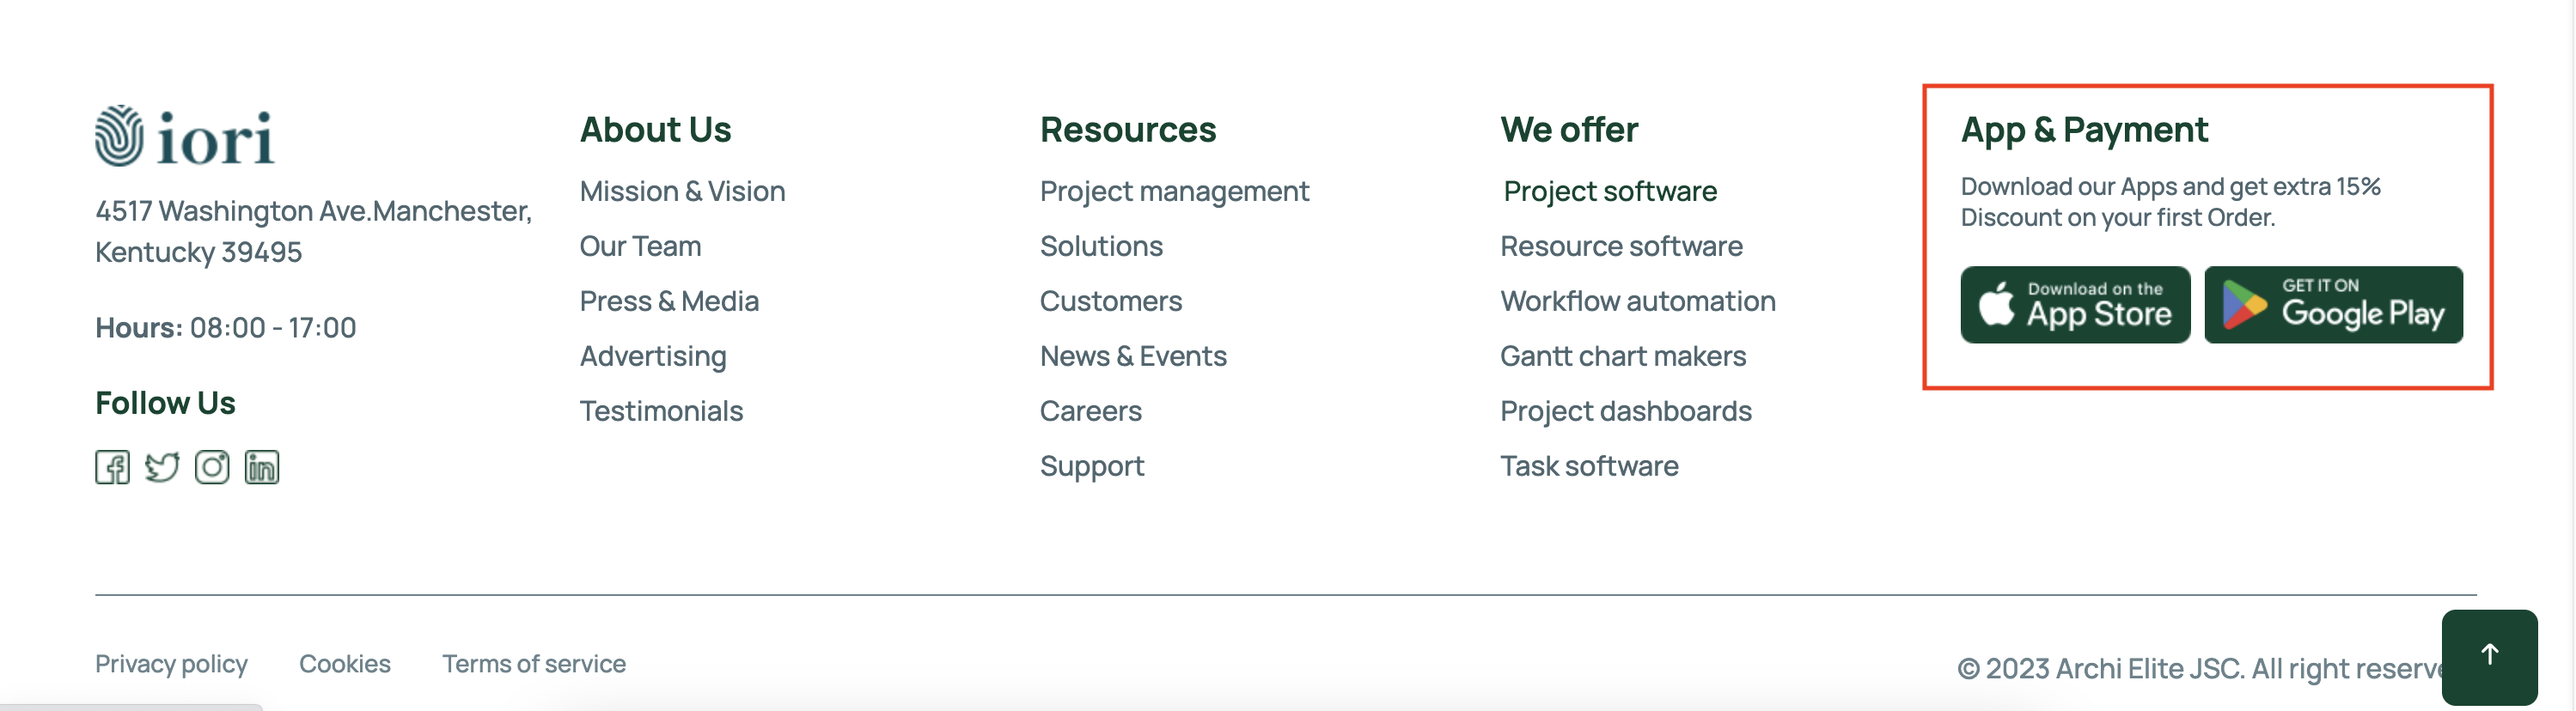 iori
4517 Washington Ave.Manchester,
Kentucky 39495
Hours: 08:00 - 17:00
Follow Us
About Us
Mission & Vision
Our Team
Press & Media
Advertising
Testimonials
Resources
Project management
Solutions
Customers
News & Events
Careers
Support
We offer
Project software
Resource software
Workflow automation
Gantt chart makers
Project dashboards
Task software
App & Payment
Download our Apps and get extra 15%
Discount on your first Order.
Download on the
App Store
GET IT ON
Google Play
Privacy policy
Cookies
Terms of service
© 2023 Archi Elite JSC. All right reserve